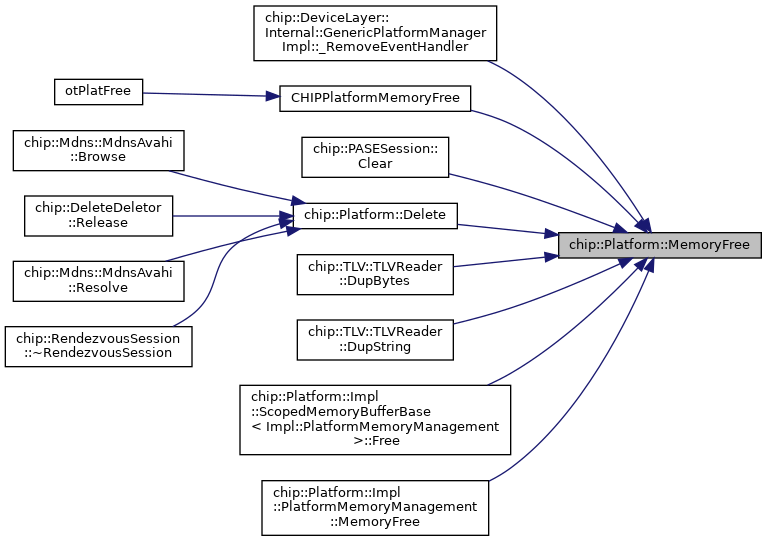 chip::DeviceLayer::
Internal::GenericPlatformManager
Impl::_RemoveEventHandler
otPlatFree
CHIPPlatformMemoryFree
chip::Mdns::MdnsAvahi
::Browse
chip::PASESession::
Clear
chip::DeleteDeletor
::Release
chip::Platform::Delete
chip::Platform::MemoryFree
chip::Mdns::MdnsAvahi
::Resolve
chip::TLV::TLVReader
::DupBytes
chip::RendezvousSession
::~RendezvousSession
chip::TLV::TLVReader
::DupString
chip::Platform::Impl
::ScopedMemoryBufferBase
< Impl::PlatformMemoryManagement
>::Free
chip::Platform::Impl
::PlatformMemoryManagement
::MemoryFree